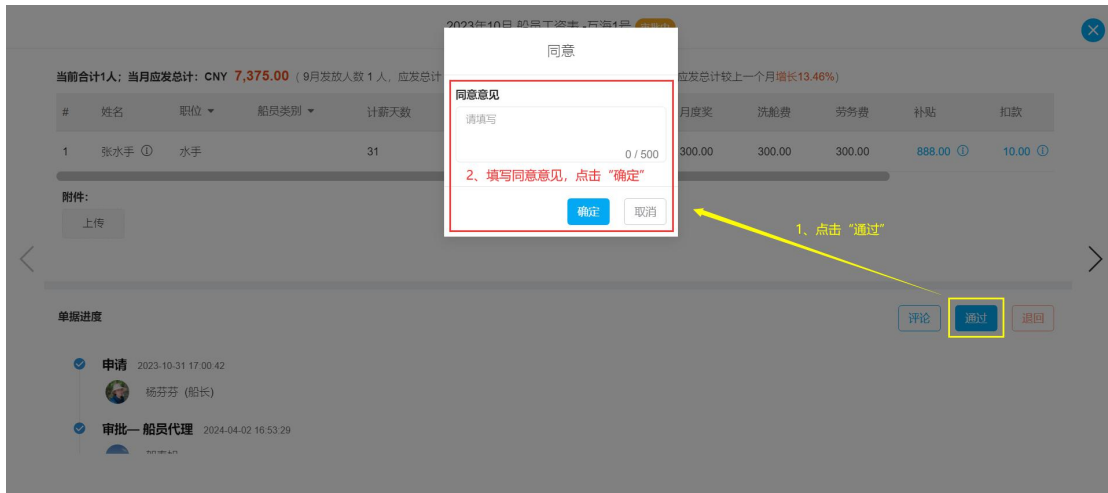 2023年10月 船员工资表 -巨海1号
同意
当前合计1人；当月应发总计：CNY 7,375.00（ 9月发放人数 1 人，应发总计
应发总计较上一个月增长13.46%）
同意意见
请填写
0 / 500
2、填写同意意见，点击“确定”
确定 取消
# 姓名 职位 船员类别 计薪天数 月度奖 洗舱费 劳务费 补贴 扣款
1 张水手 水手 31 300.00 300.00 300.00 888.00 10.00
附件：
上传
1、点击“通过”
单据进度
评论 通过 退回
申请 2023-10-31 17:00:42
杨芬芬 (船长)
审批— 船员代理 2024-04-02 16:53:29